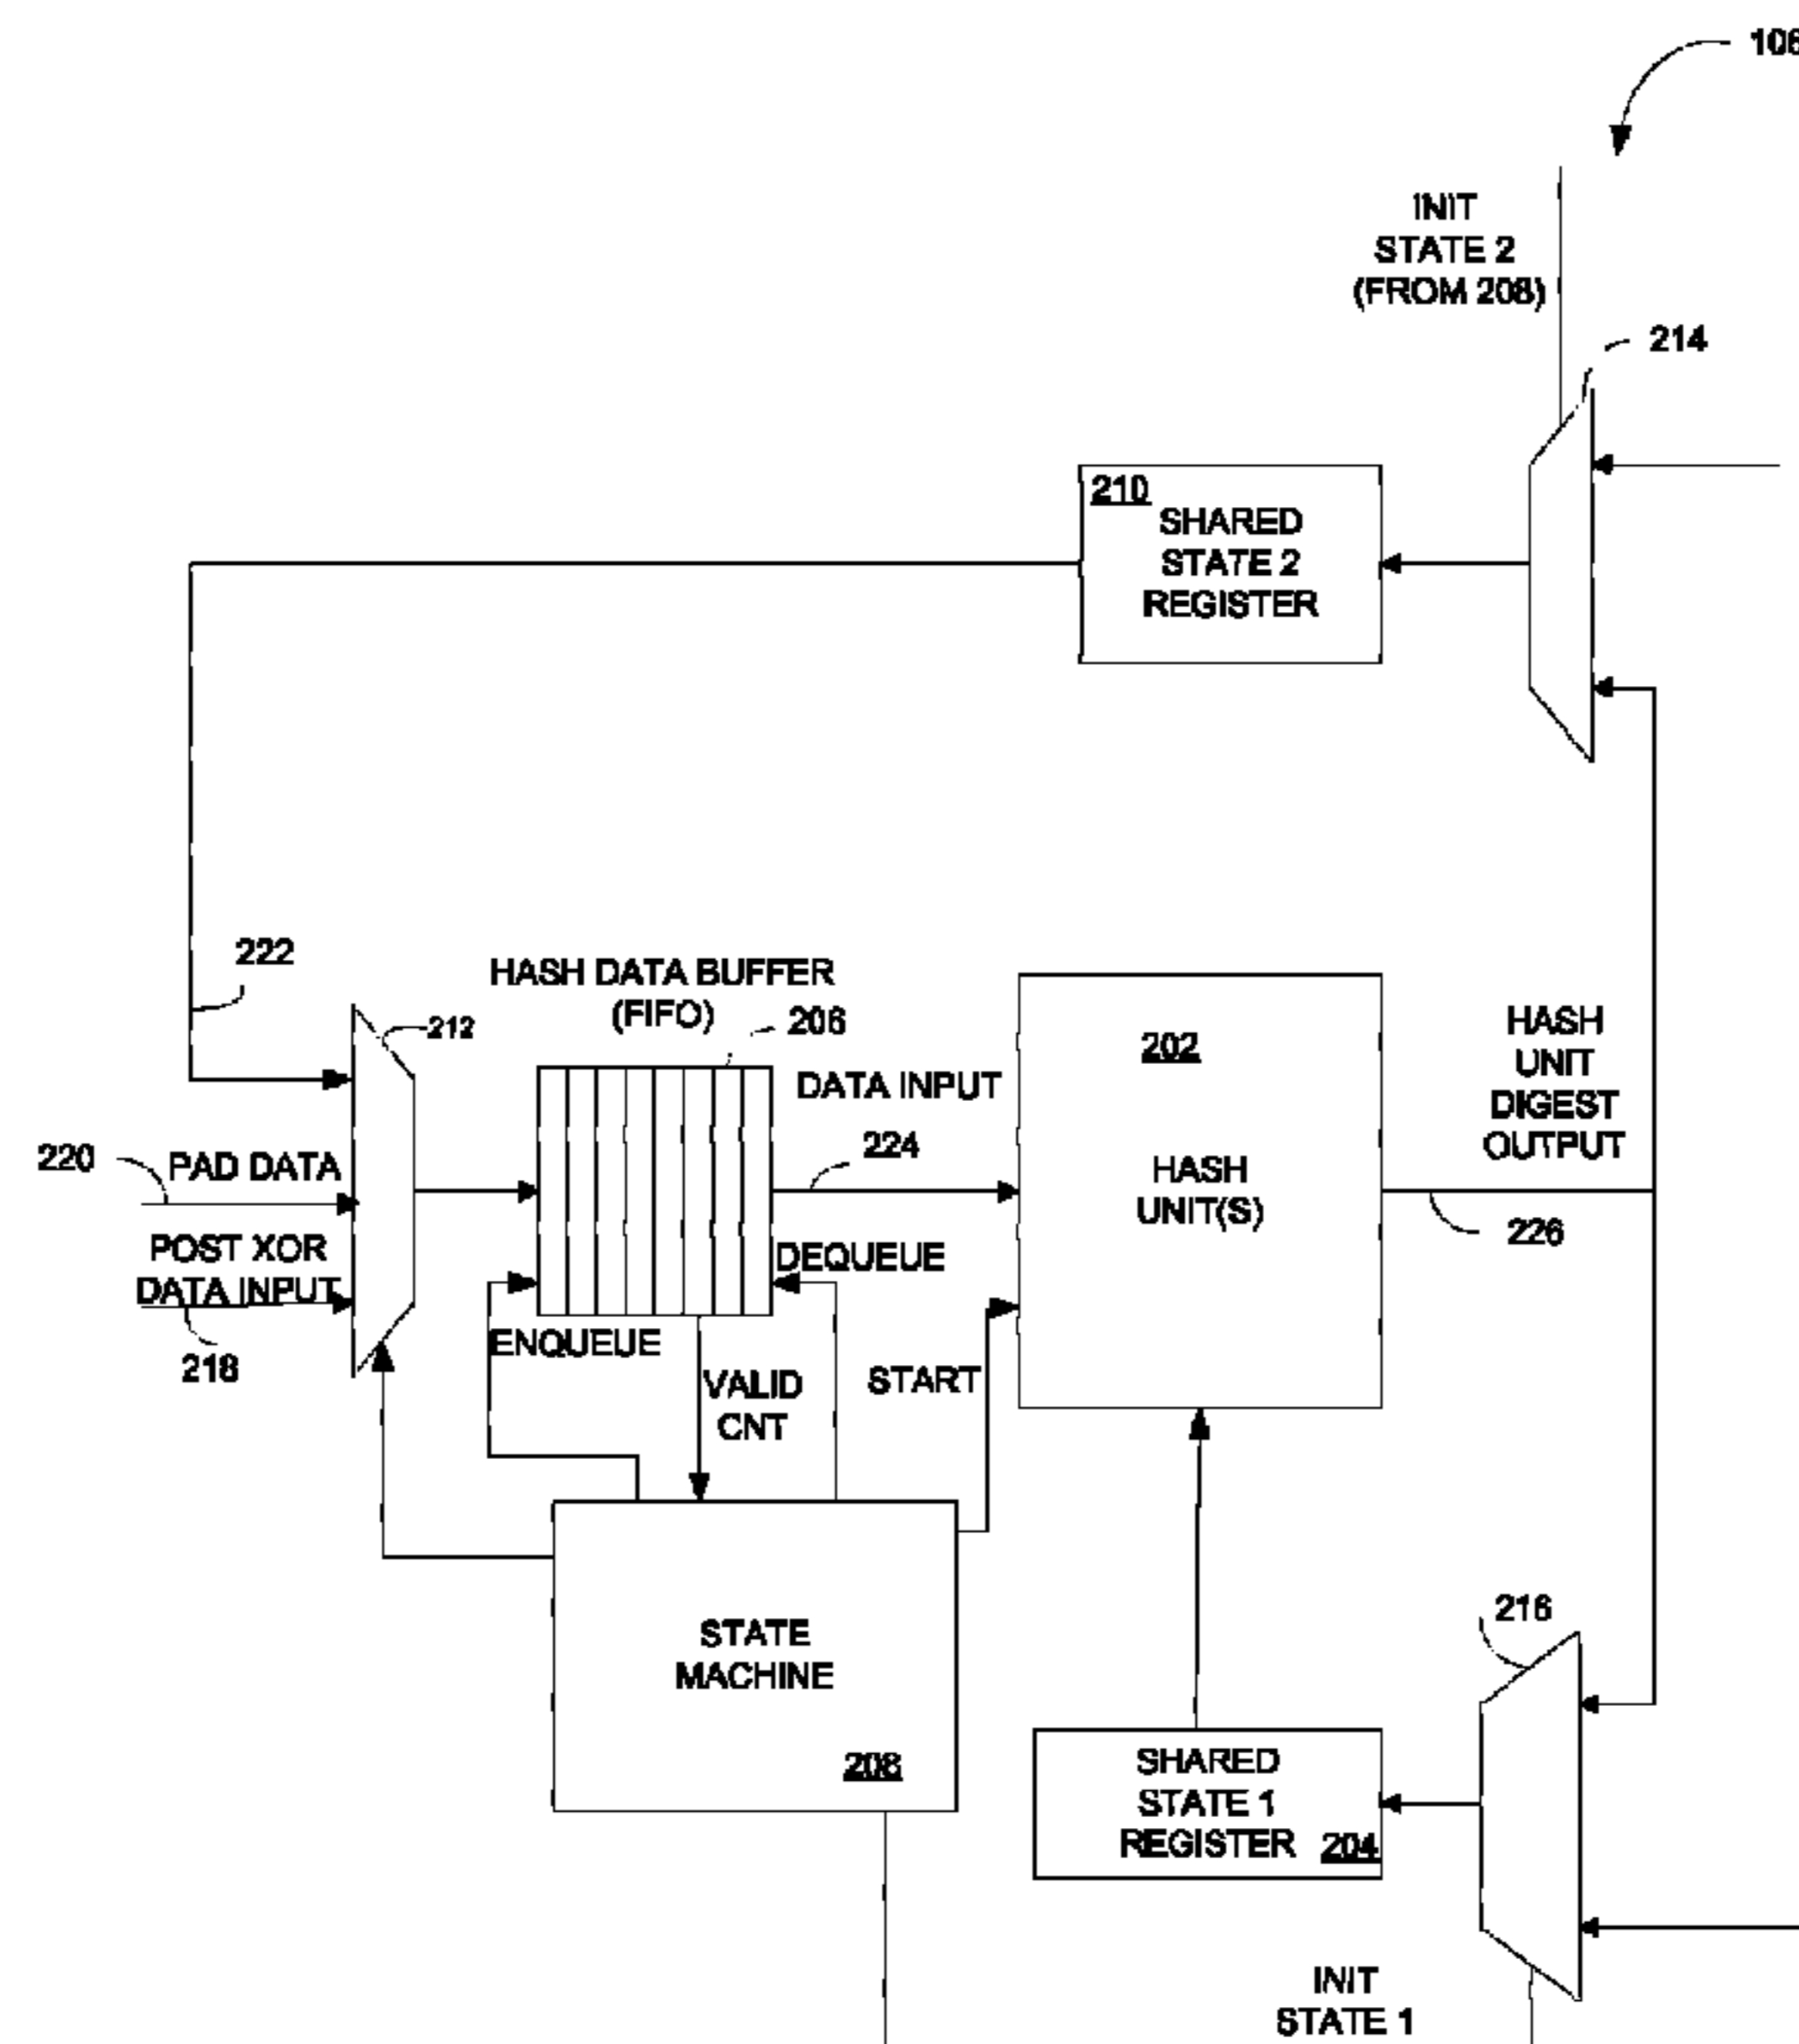 106
INIT
STATE 2
(FROM 208)
214
210
SHARED
STATE 2
REGISTER
222
212
HASH DATA BUFFER
(FIFO)
206
DATA INPUT
224
202
HASH
UNIT(S)
HASH
UNIT
DIGEST
OUTPUT
226
220
PAD DATA
POST XOR
DATA INPUT
218
DEQUEUE
ENQUEUE
VALID
CNT
START
STATE
MACHINE
208
216
SHARED
STATE 1
REGISTER 204
INIT
STATE 1